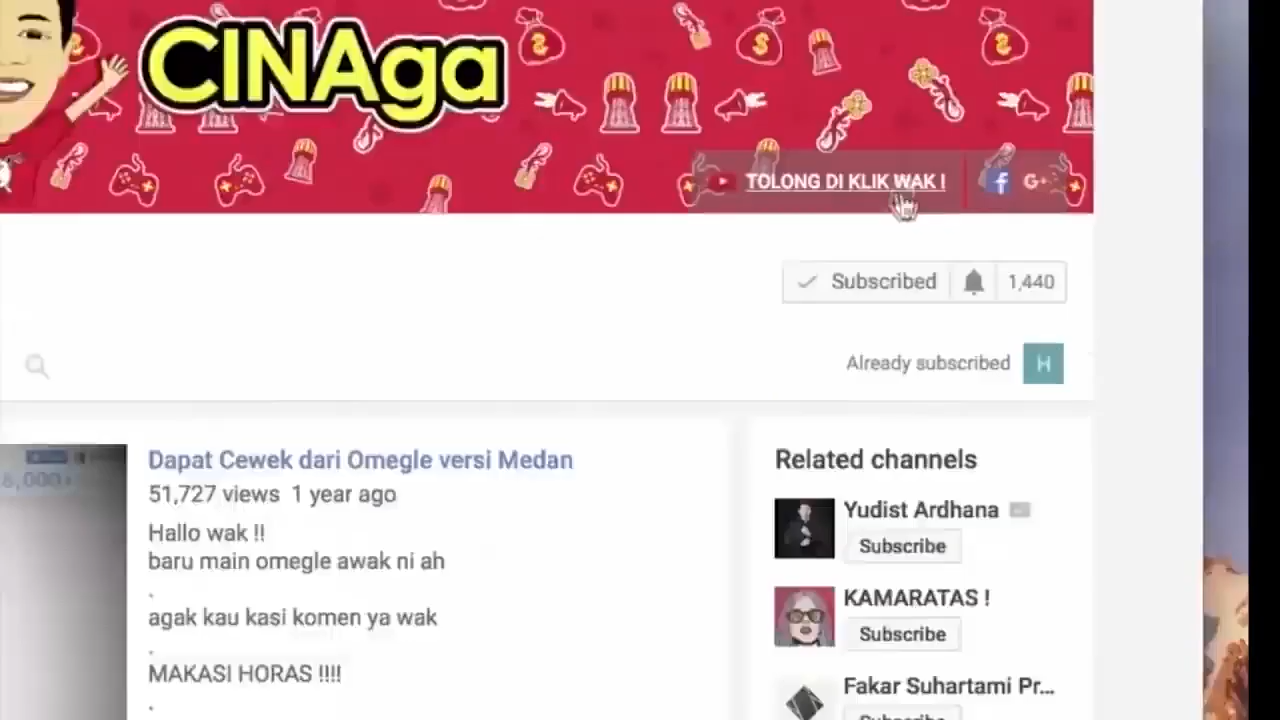 CINAga
TOLONG DI KLIK WAK !
f G+
Subscribed 1,440
Already subscribed H
Dapat Cewek dari Omegle versi Medan
51,727 views 1 year ago
Hallo wak !!
baru main omegle awak ni ah
.
agak kau kasi komen ya wak
.
MAKASI HORAS !!!!
.
Related channels
Yudist Ardhana
Subscribe
KAMARATAS !
Subscribe
Fakar Suhartami Pr...
Subscribe